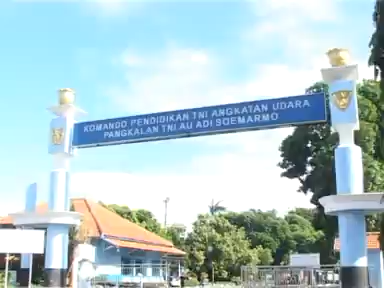 KOMANDO PENDIDIKAN TNI ANGKATAN UDARA
PANGKALAN TNI AU ADI SOEMARMO